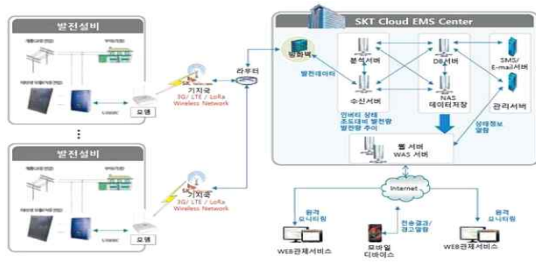 발전설비
모뎀
기지국
3G/ LTE / LoRa
Wireless Network
라우터
발전설비
모뎀
기지국
3G/ LTE / LoRa
Wireless Network
SKT Cloud EMS Center
방화벽
발전데이타
분석서버
DB서버
SMS/
E-mail서버
수신서버
NAS
데이터저장
관리서버
인버터 상태
조도대비 발전량
발전량 추이
상태정보
알람
웹 서버
WAS 서버
Internet
원격
모니터링
전송결과/
경고알람
원격
모니터링
WEB관제서비스
모바일
디바이스
WEB관제서비스